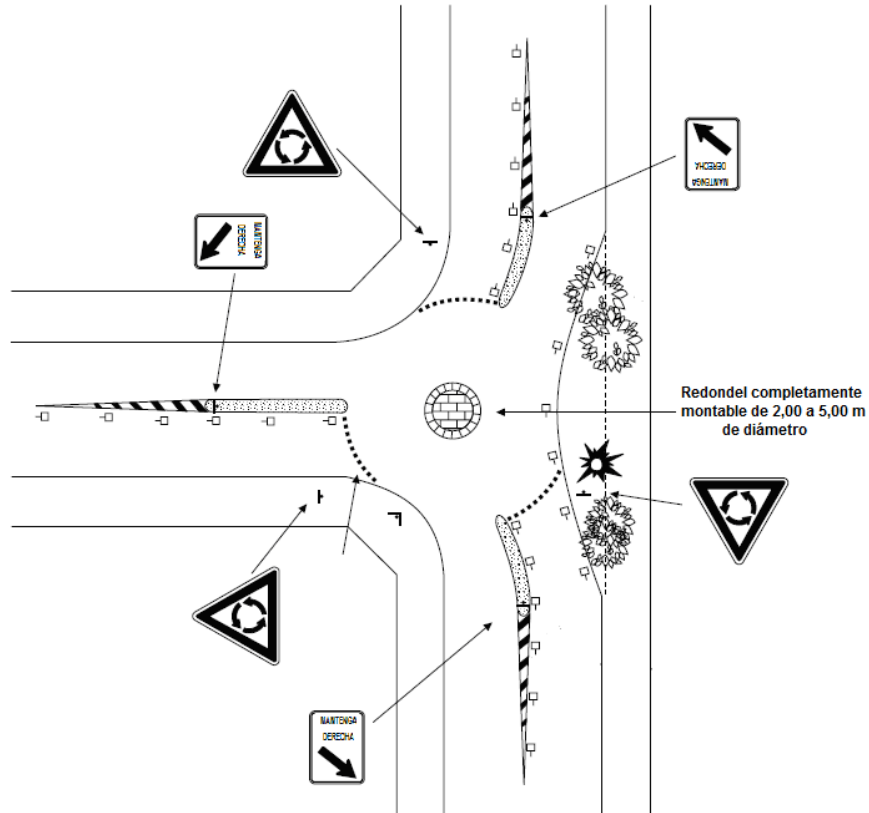 MANTENGA
DERECHA
MANTENGA
DERECHA
Redondel completamente
montable de 2,00 a 5,00 m
de diámetro
MANTENGA
DERECHA